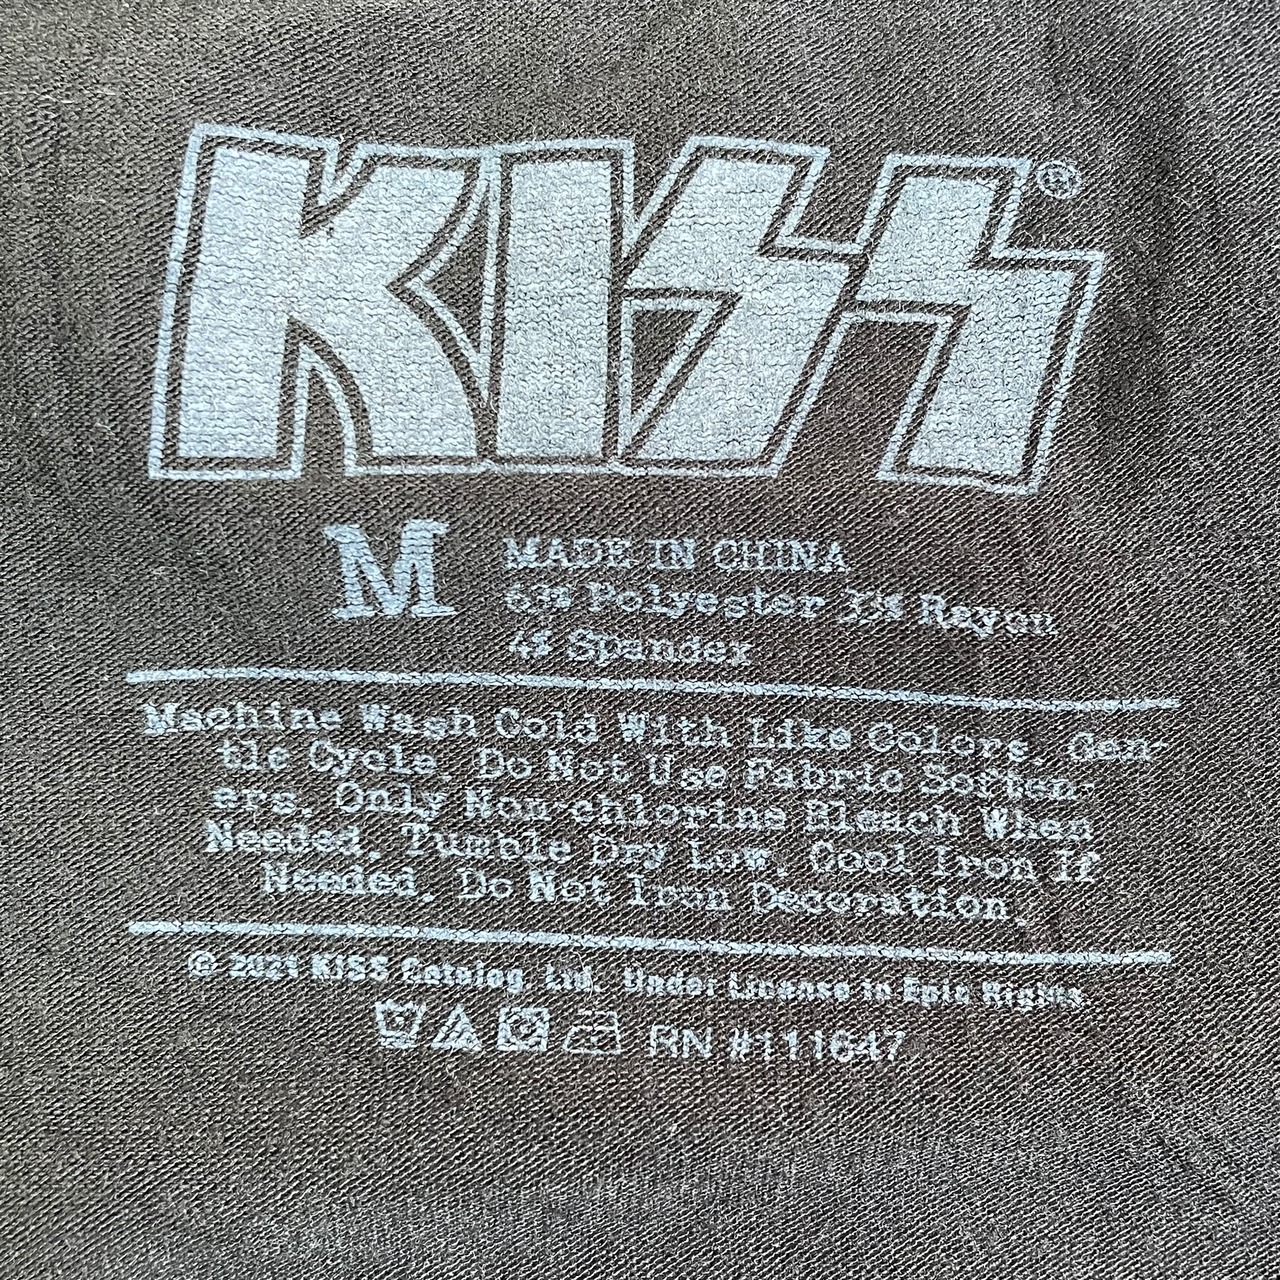 KISS®
M
MADE IN CHINA
63% Polyester 33% Rayon
4% Spandex
Machine Wash Cold With Like Colors. Gen-
tle Cycle. Do Not Use Fabric Soften-
ers. Only Non-chlorine Bleach When
Needed. Tumble Dry Low. Cool Iron If
Needed. Do Not Iron Decoration.
© 2021 KISS Catalog, Ltd. Under License to Epic Rights.
RN #111647